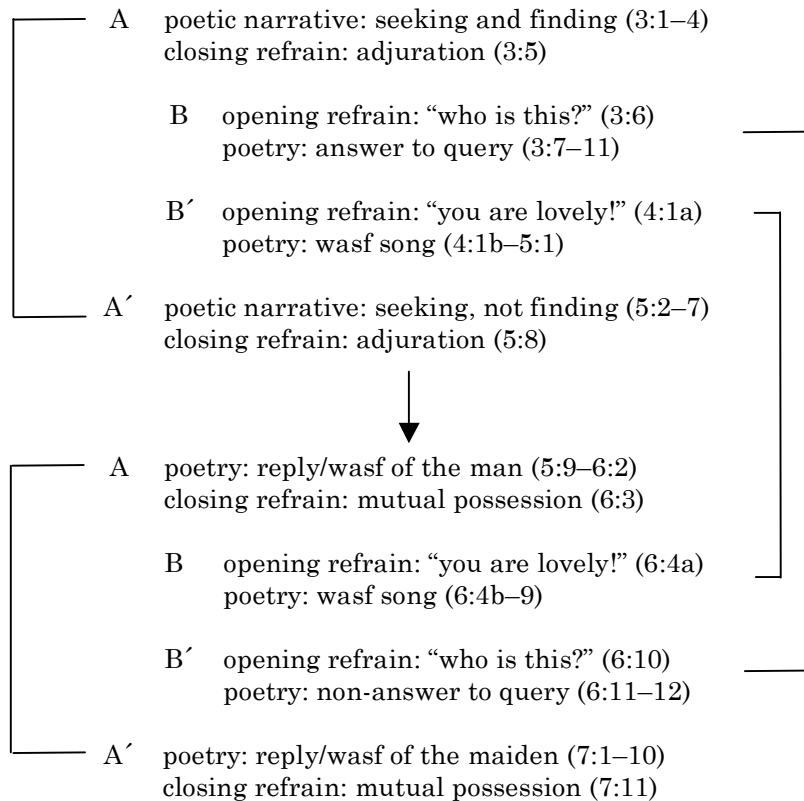 A poetic narrative: seeking and finding (3:1–4)
closing refrain: adjuration (3:5)
B opening refrain: “who is this?” (3:6)
poetry: answer to query (3:7–11)
B´ opening refrain: “you are lovely!” (4:1a)
poetry: wasf song (4:1b–5:1)
A´ poetic narrative: seeking, not finding (5:2–7)
closing refrain: adjuration (5:8)
A poetry: reply/wasf of the man (5:9–6:2)
closing refrain: mutual possession (6:3)
B opening refrain: “you are lovely!” (6:4a)
poetry: wasf song (6:4b–9)
B´ opening refrain: “who is this?” (6:10)
poetry: non-answer to query (6:11–12)
A´ poetry: reply/wasf of the maiden (7:1–10)
closing refrain: mutual possession (7:11)